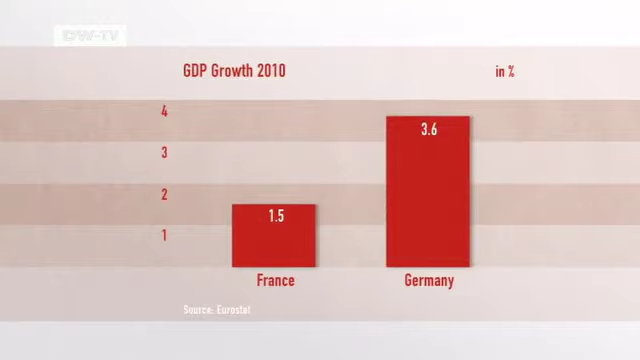 DW-TV
GDP Growth 2010 in %
4
3
2
1
1.5
3.6
France
Germany
Source: Eurostat